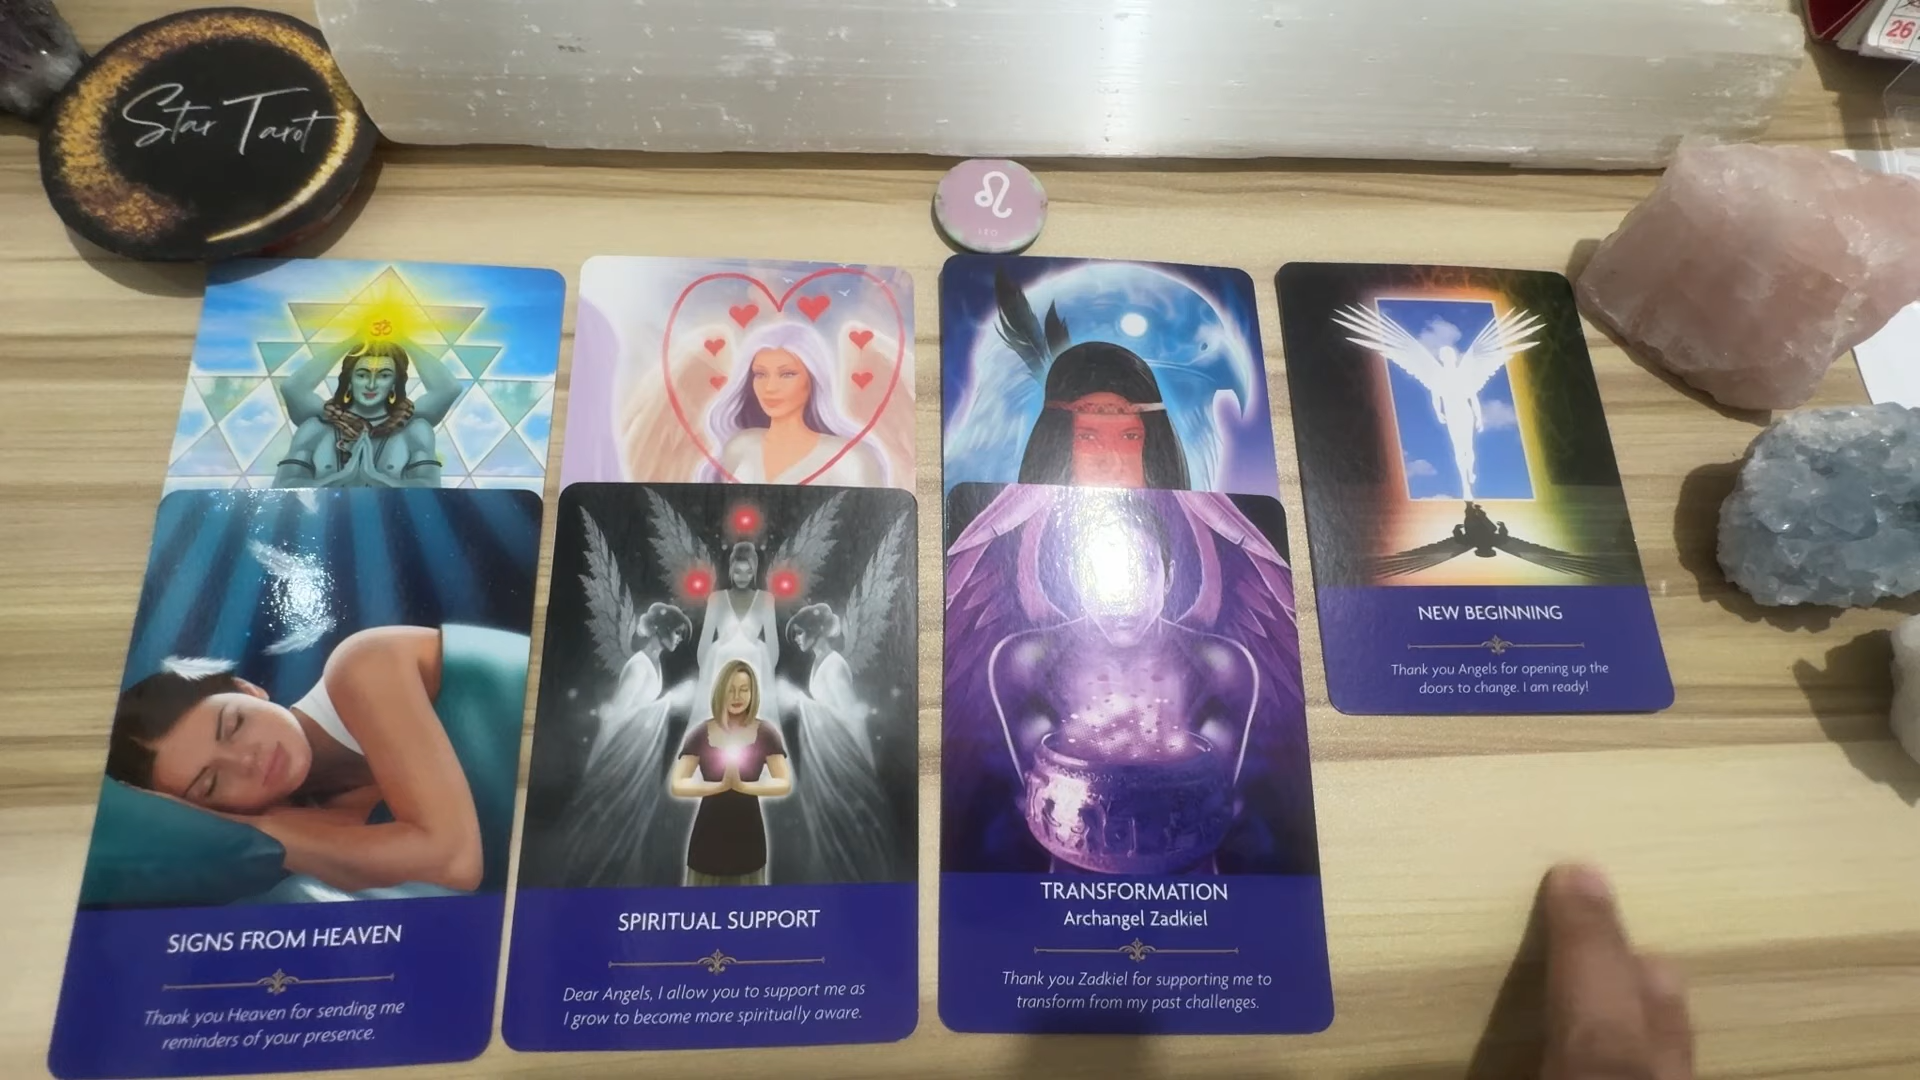 Star Tarot
26
LEO
ॐ
NEW BEGINNING
Thank you Angels for opening up the
doors to change. I am ready!
SIGNS FROM HEAVEN
Thank you Heaven for sending me
reminders of your presence.
SPIRITUAL SUPPORT
Dear Angels, I allow you to support me as
I grow to become more spiritually aware.
TRANSFORMATION
Archangel Zadkiel
Thank you Zadkiel for supporting me to
transform from my past challenges.